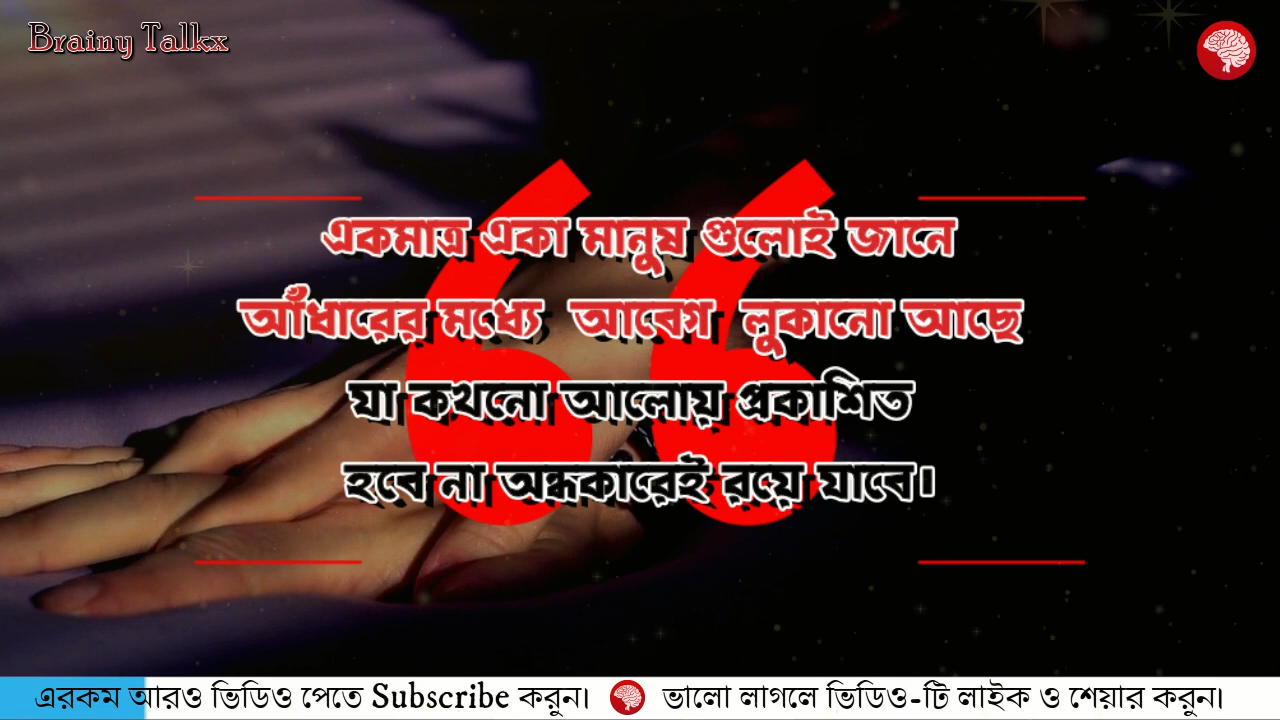 Brainy Talkx
একমাত্র একা মানুষ গুলোই জানে
আঁধারের মধ্যে আবেগ লুকানো আছে
যা কখনো আলোয় প্রকাশিত
হবে না অন্ধকারেই রয়ে যাবে।
এরকম আরও ভিডিও পেতে Subscribe করুন। ভালো লাগলে ভিডিও-টি লাইক ও শেয়ার করুন।